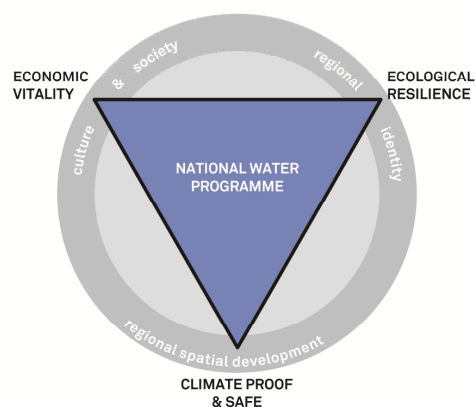 ECONOMIC
VITALITY
culture & society
regional identity
ECOLOGICAL
RESILIENCE
NATIONAL WATER
PROGRAMME
regional spatial development
CLIMATE PROOF
& SAFE